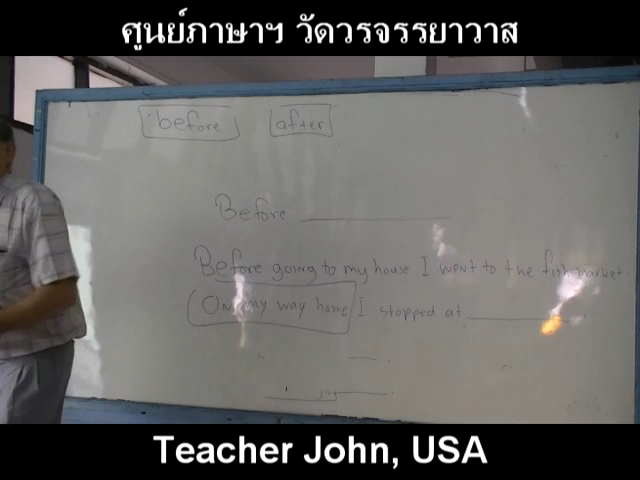 ศูนย์ภาษาฯ วัดวรจรรยาวาส
before after
Before
Before going to my house I went to the fish market.
On my way home I stopped at
Teacher John, USA